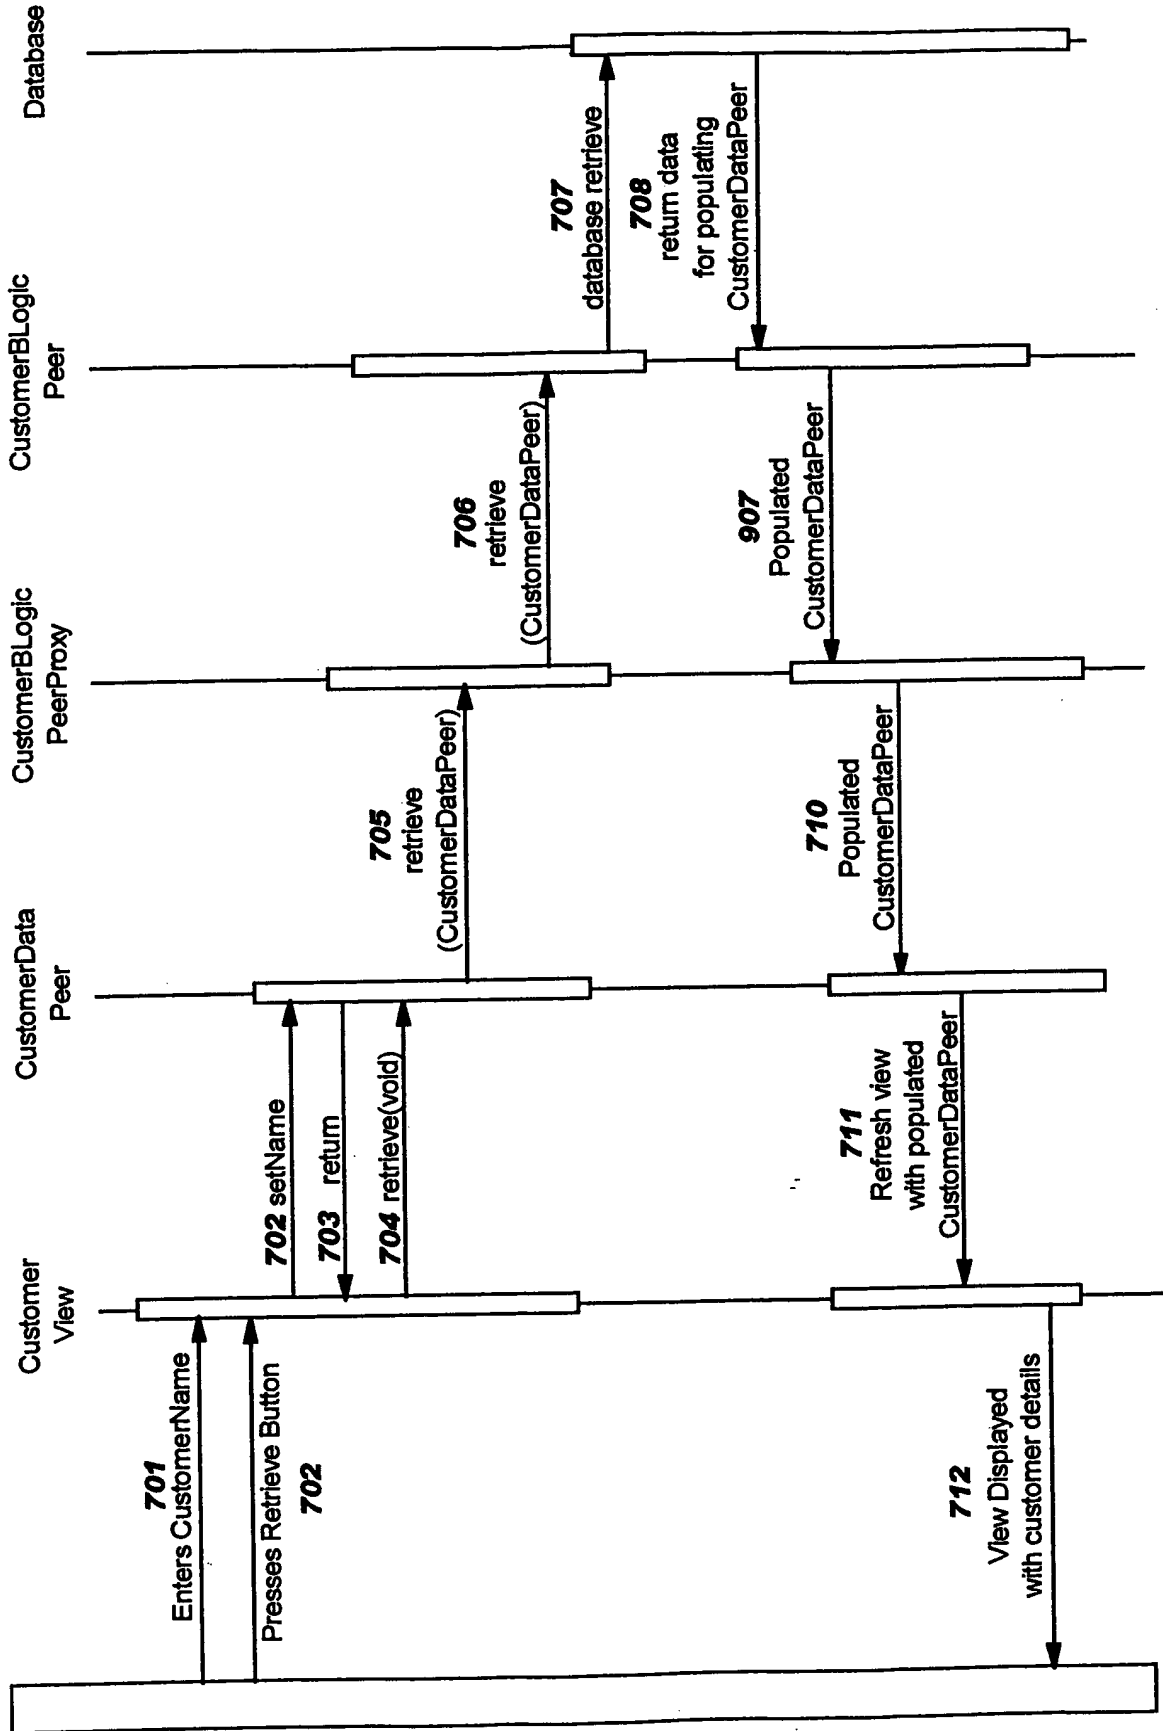 Customer
View
CustomerData
Peer
CustomerBLogic
PeerProxy
CustomerBLogic
Peer
Database
701
Enters CustomerName
Presses Retrieve Button
702
702 setName
703 return
704 retrieve(void)
705
retrieve
(CustomerDataPeer)
706
retrieve
(CustomerDataPeer)
707
database retrieve
708
return data
for populating
CustomerDataPeer
907
Populated
CustomerDataPeer
710
Populated
CustomerDataPeer
711
Refresh view
with populated
CustomerDataPeer
712
View Displayed
with customer details